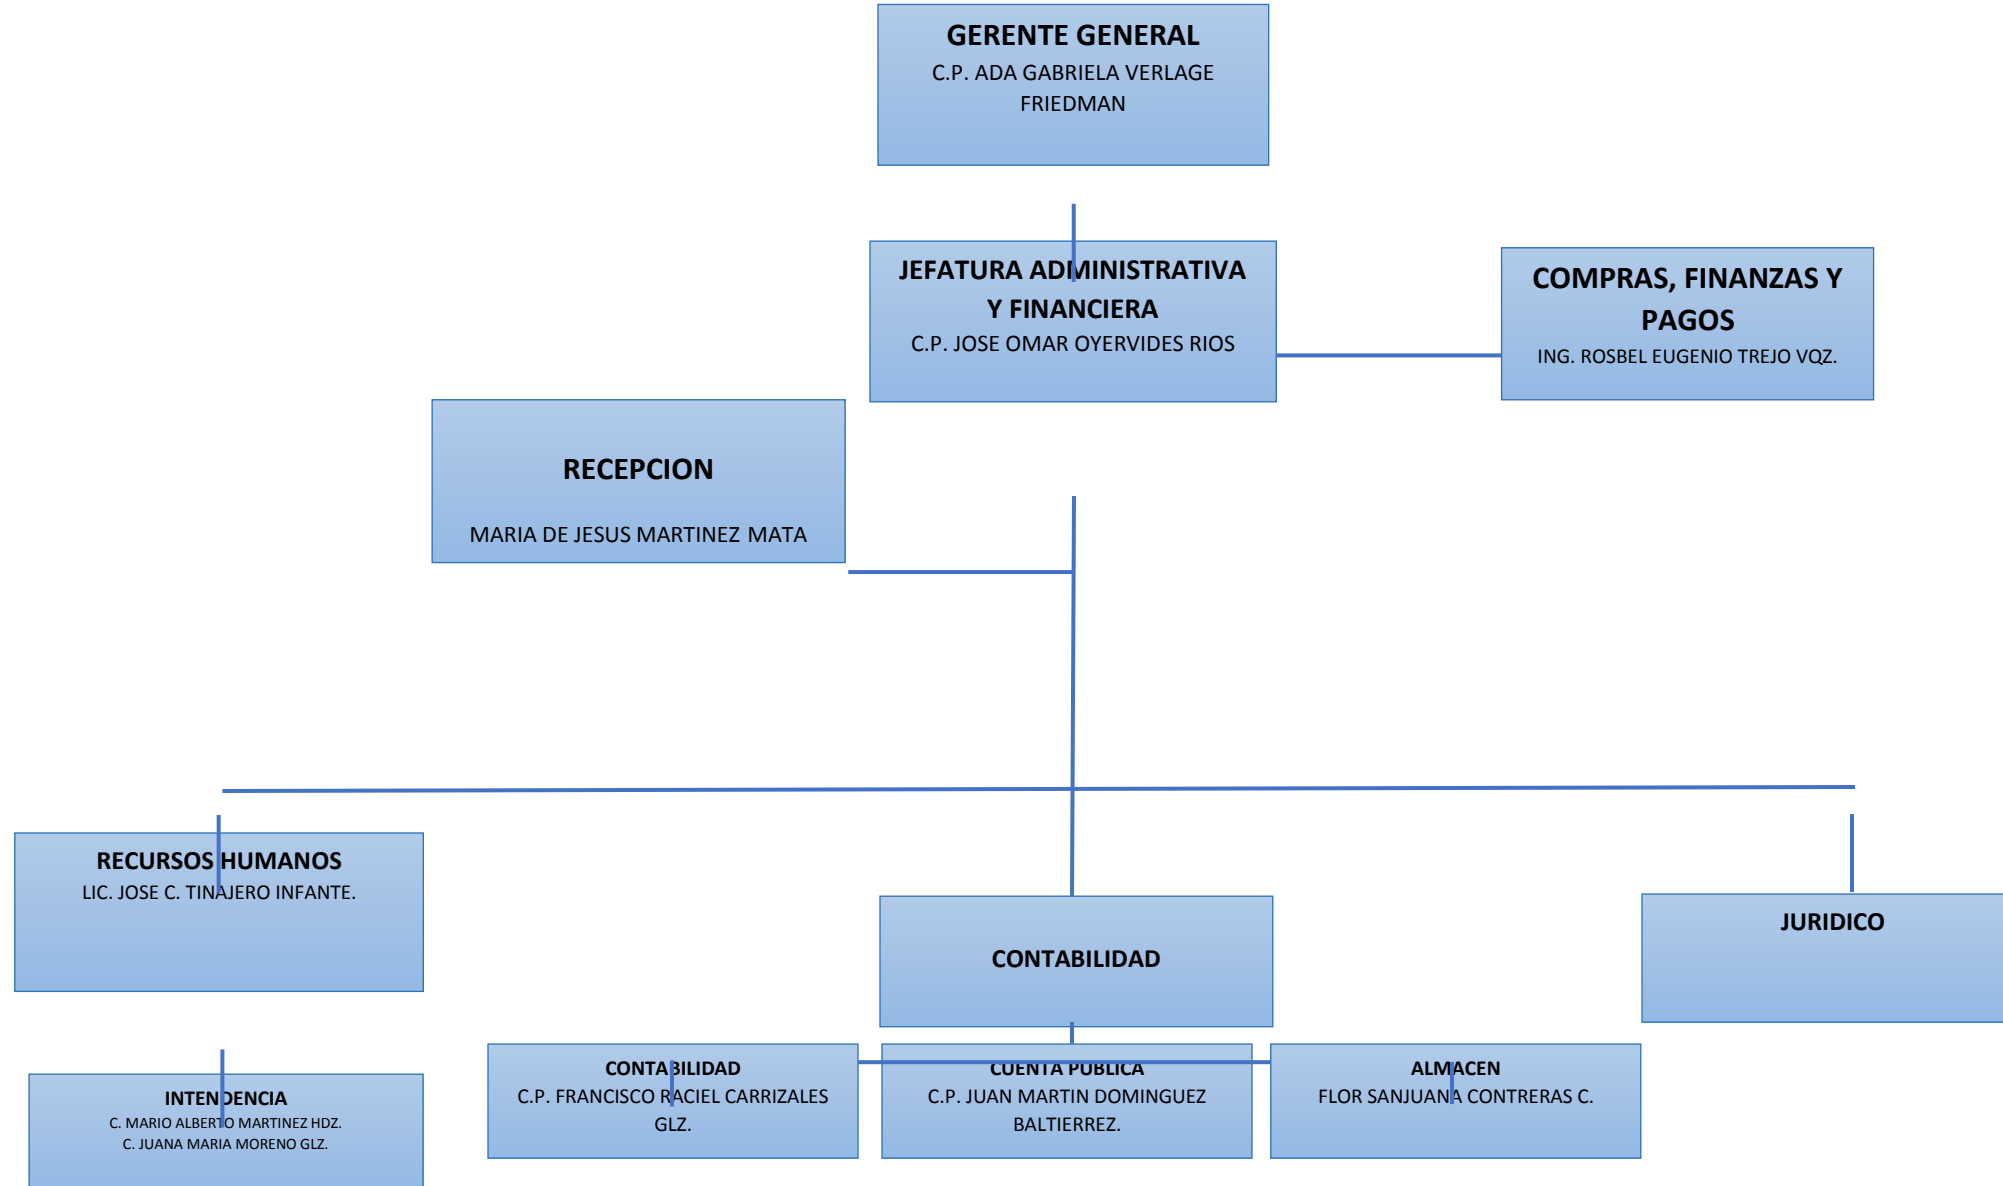 GERENTE GENERAL
C.P. ADA GABRIELA VERLAGE
FRIEDMAN
JEFATURA ADMINISTRATIVA
Y FINANCIERA
C.P. JOSE OMAR OYERVIDES RIOS
COMPRAS, FINANZAS Y
PAGOS
ING. ROSBEL EUGENIO TREJO VQZ.
RECEPCION
MARIA DE JESUS MARTINEZ MATA
RECURSOS HUMANOS
LIC. JOSE C. TINAJERO INFANTE.
CONTABILIDAD
JURIDICO
INTENDENCIA
C. MARIO ALBERTO MARTINEZ HDZ.
C. JUANA MARIA MORENO GLZ.
CONTABILIDAD
C.P. FRANCISCO RACIEL CARRIZALES
GLZ.
CUENTA PUBLICA
C.P. JUAN MARTIN DOMINGUEZ
BALTIERREZ.
ALMACEN
FLOR SANJUANA CONTRERAS C.